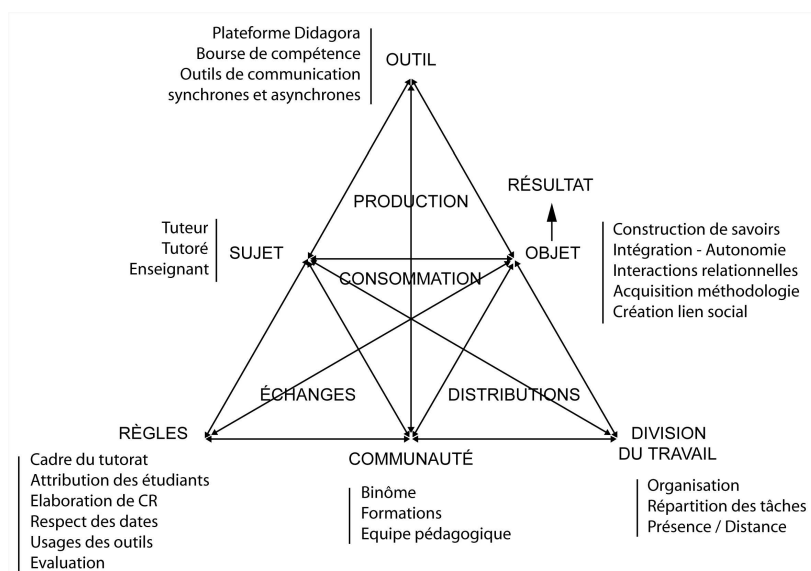 Plateforme Didagora
Bourse de compétence
Outils de communication
synchrones et asynchrones
OUTIL
PRODUCTION
RÉSULTAT
Tuteur
Tutoré
Enseignant
SUJET
CONSOMMATION
OBJET
Construction de savoirs
Intégration - Autonomie
Interactions relationnelles
Acquisition méthodologie
Création lien social
ÉCHANGES
DISTRIBUTIONS
RÈGLES
Cadre du tutorat
Attribution des étudiants
Elaboration de CR
Respect des dates
Usages des outils
Evaluation
COMMUNAUTÉ
Binôme
Formations
Equipe pédagogique
DIVISION
DU TRAVAIL
Organisation
Répartition des tâches
Présence / Distance